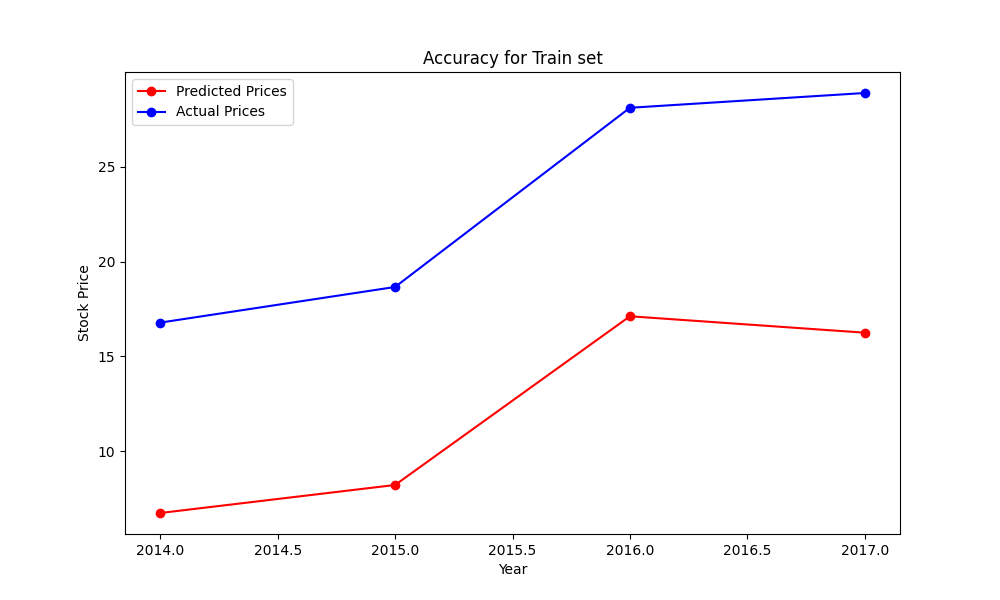 Accuracy for Train set
Predicted Prices
Actual Prices
25
20
15
10
Stock Price
2014.0 2014.5 2015.0 2015.5 2016.0 2016.5 2017.0
Year